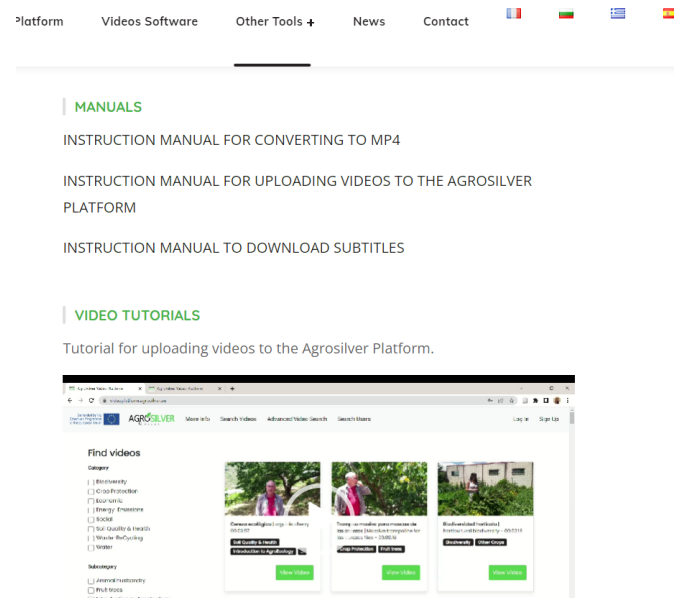 Platform Videos Software Other Tools + News Contact
MANUALS
INSTRUCTION MANUAL FOR CONVERTING TO MP4
INSTRUCTION MANUAL FOR UPLOADING VIDEOS TO THE AGROSILVER
PLATFORM
INSTRUCTION MANUAL TO DOWNLOAD SUBTITLES
VIDEO TUTORIALS
Tutorial for uploading videos to the Agrosilver Platform.
AGROSILVER More Info Search Videos Advanced Video Search Search Users Log in Sign Up
Find videos
Category
Biodiversity
Crop Protection
Economic
Energy Emissions
Social
Soil Quality & Health
Waste ReCycling
Water
Subcategory
Animal husbandry
Fruit trees
Soil Quality & Health
Introduction to Agroecology
Crop Protection Fruit trees
Biodiversity Other Crops
View Video View Video View Video